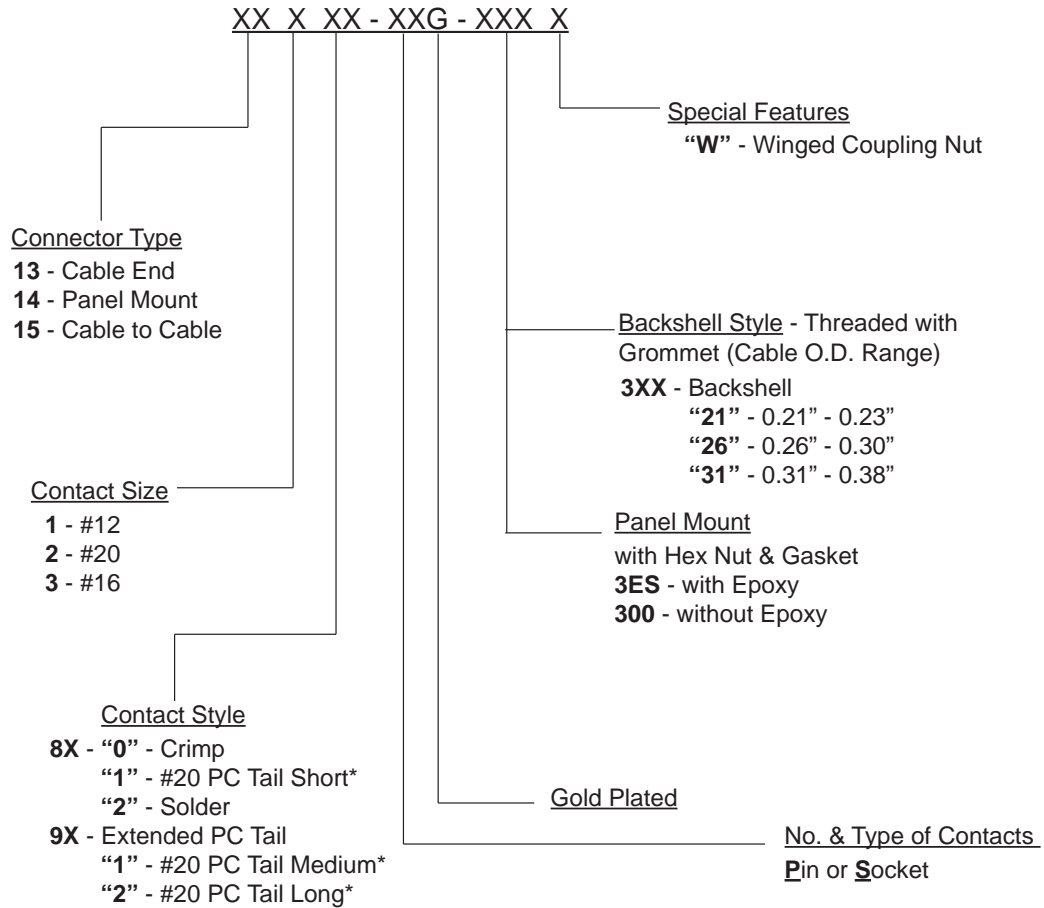 XX X XX - XXG - XXX X
Special Features
“W” - Winged Coupling Nut
Connector Type
13 - Cable End
14 - Panel Mount
15 - Cable to Cable
Backshell Style - Threaded with
Grommet (Cable O.D. Range)
3XX - Backshell
“21” - 0.21” - 0.23”
“26” - 0.26” - 0.30”
“31” - 0.31” - 0.38”
Contact Size
1 - #12
2 - #20
3 - #16
Panel Mount
with Hex Nut & Gasket
3ES - with Epoxy
300 - without Epoxy
Contact Style
8X - “0” - Crimp
“1” - #20 PC Tail Short*
“2” - Solder
9X - Extended PC Tail
“1” - #20 PC Tail Medium*
“2” - #20 PC Tail Long*
Gold Plated
No. & Type of Contacts
Pin or Socket